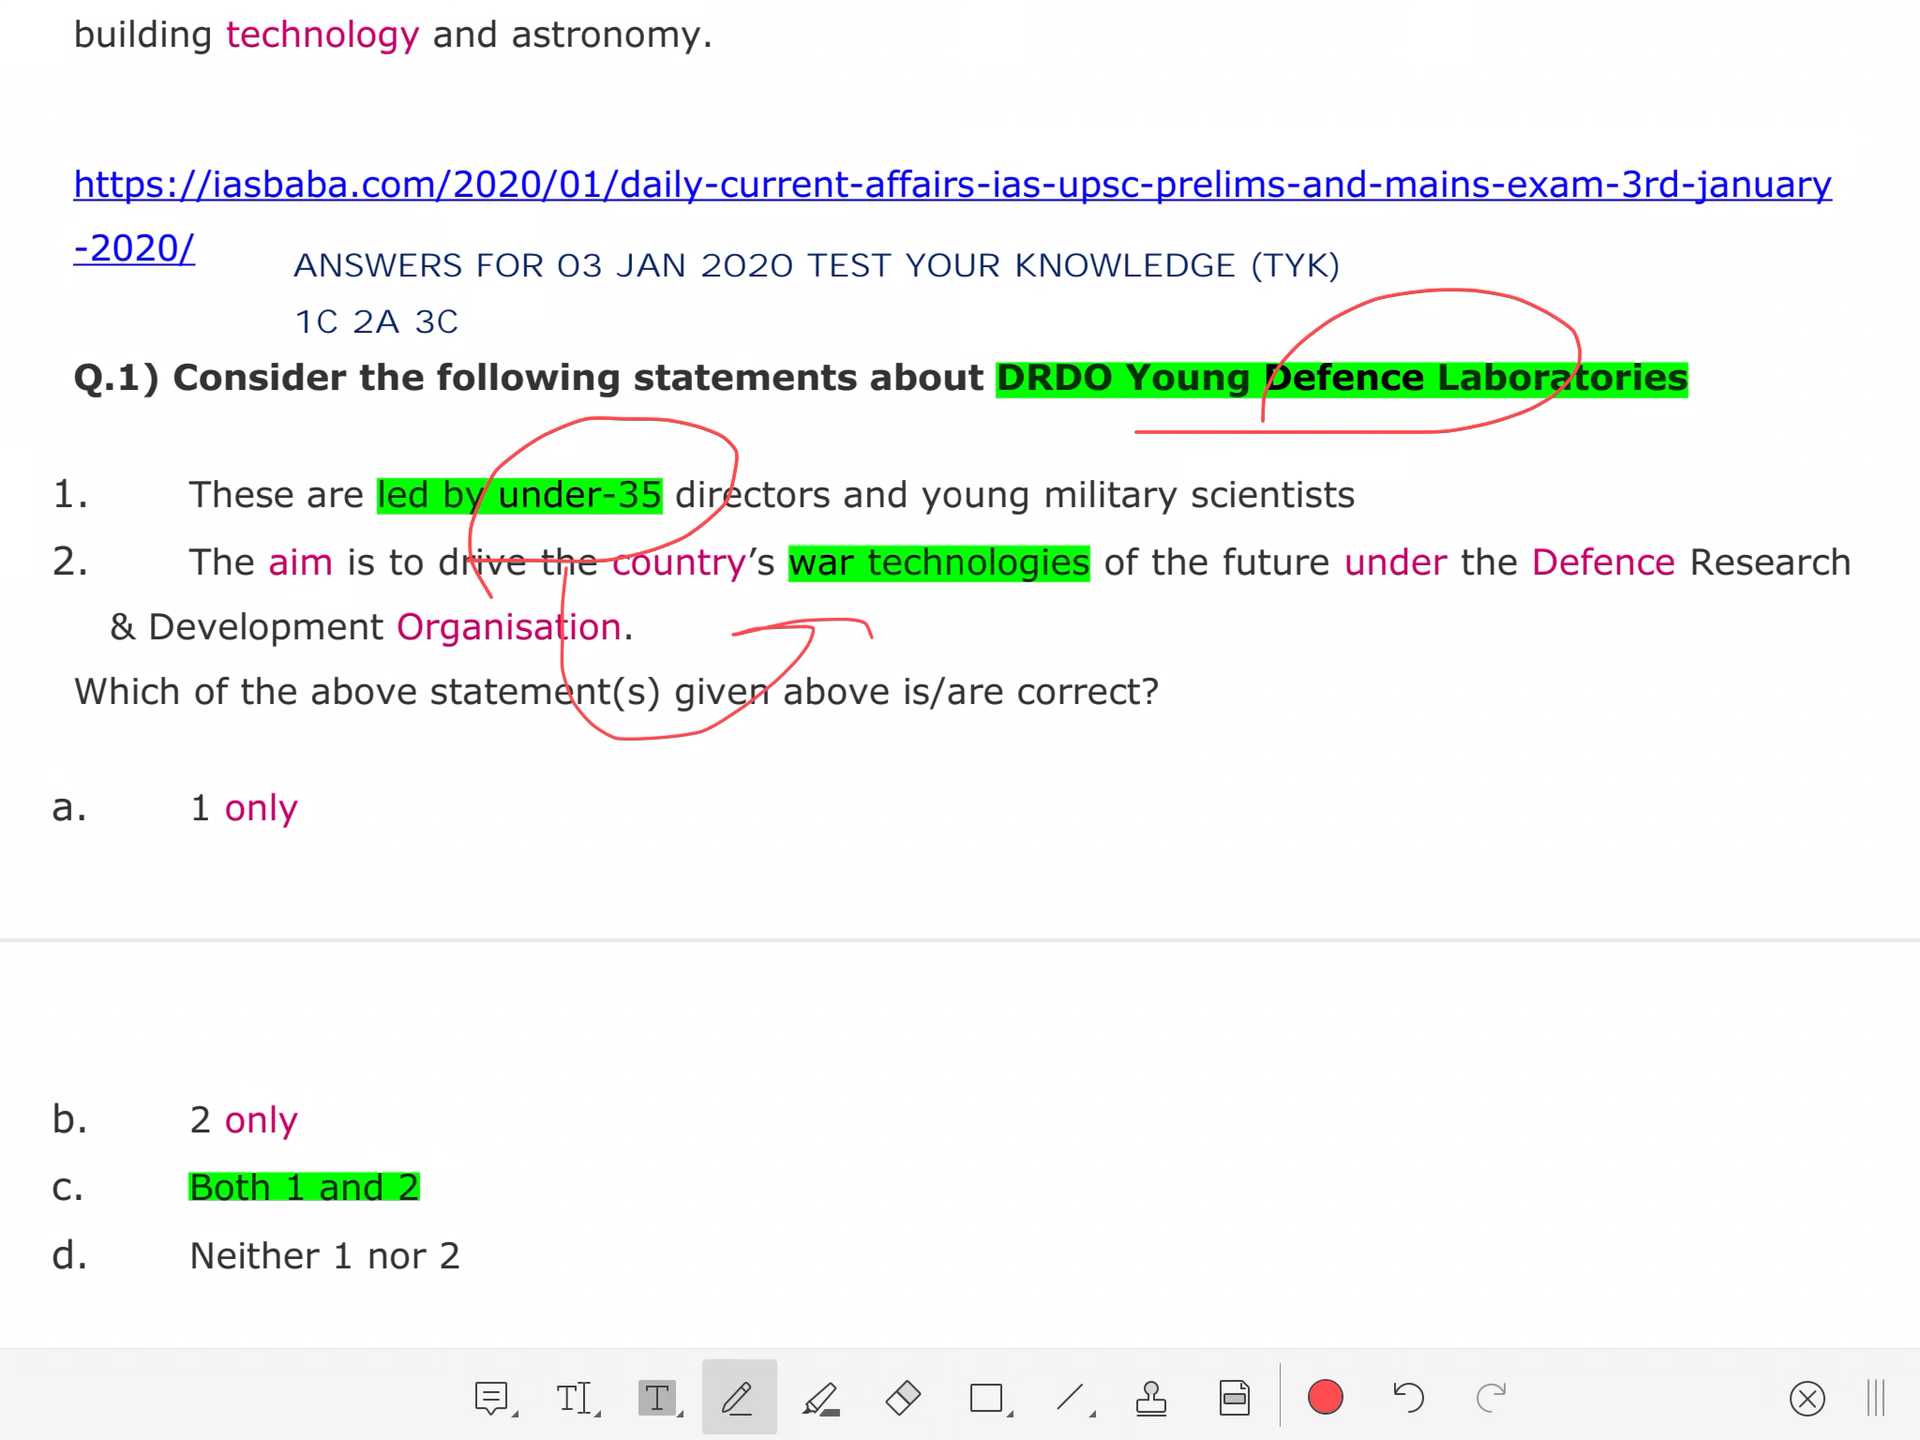 building technology and astronomy.
https://iasbaba.com/2020/01/daily-current-affairs-ias-upsc-prelims-and-mains-exam-3rd-january
-2020/
ANSWERS FOR 03 JAN 2020 TEST YOUR KNOWLEDGE (TYK)
1C 2A 3C
Q.1) Consider the following statements about DRDO Young Defence Laboratories
1. These are led by under-35 directors and young military scientists
2. The aim is to drive the country’s war technologies of the future under the Defence Research
& Development Organisation.
Which of the above statement(s) given above is/are correct?
a. 1 only
b. 2 only
c. Both 1 and 2
d. Neither 1 nor 2